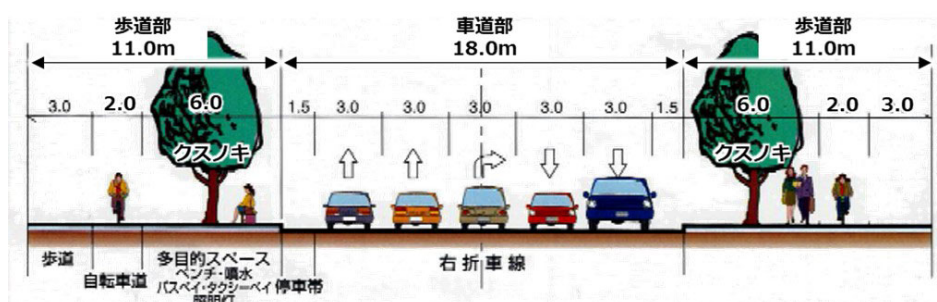 歩道部
11.0m
車道部
18.0m
歩道部
11.0m
3.0
2.0
6.0
1.5
3.0
3.0
3.0
3.0
3.0
1.5
6.0
2.0
3.0
クスノキ
クスノキ
歩道
自転車道
多目的スペース
ベンチ・噴水
バスベイ・タクシーベイ
照明灯
停車帯
右折車線